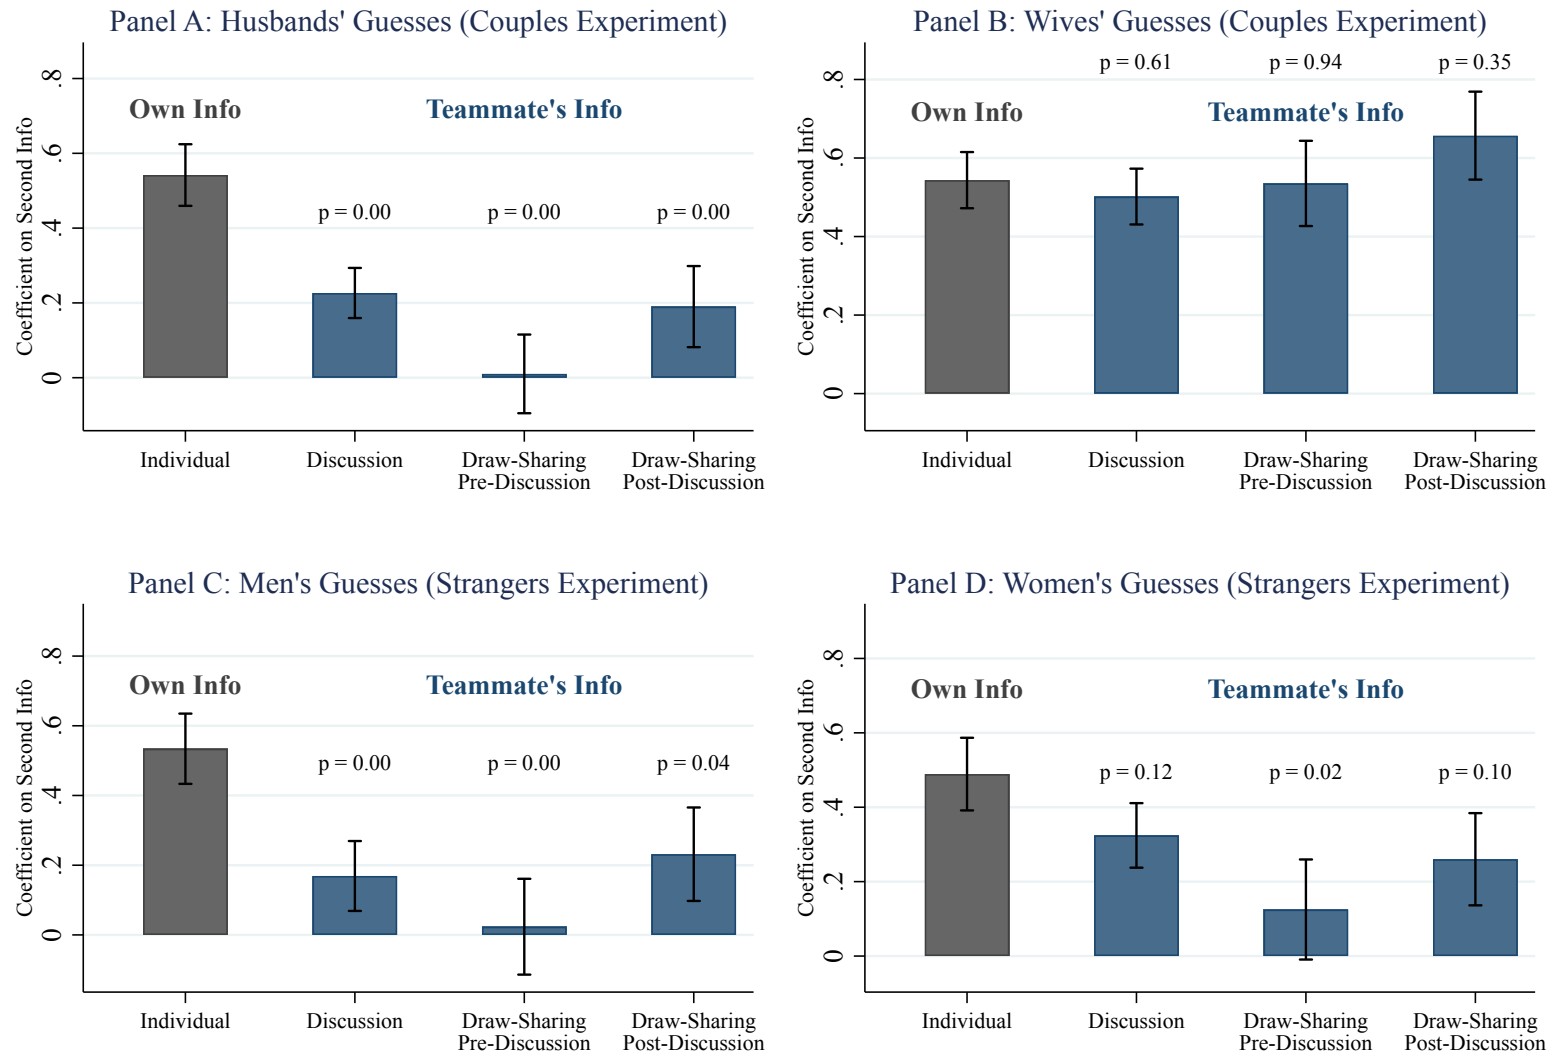 Panel A: Husbands' Guesses (Couples Experiment)
Coefficient on Second Info
.8
.6
.4
.2
0
Own Info
Teammate's Info
p = 0.00
p = 0.00
p = 0.00
Individual
Discussion
Draw-Sharing
Pre-Discussion
Draw-Sharing
Post-Discussion
Panel B: Wives' Guesses (Couples Experiment)
Coefficient on Second Info
.8
.6
.4
.2
0
p = 0.61
p = 0.94
p = 0.35
Own Info
Teammate's Info
Individual
Discussion
Draw-Sharing
Pre-Discussion
Draw-Sharing
Post-Discussion
Panel C: Men's Guesses (Strangers Experiment)
Coefficient on Second Info
.8
.6
.4
.2
0
Own Info
Teammate's Info
p = 0.00
p = 0.00
p = 0.04
Individual
Discussion
Draw-Sharing
Pre-Discussion
Draw-Sharing
Post-Discussion
Panel D: Women's Guesses (Strangers Experiment)
Coefficient on Second Info
.8
.6
.4
.2
0
Own Info
Teammate's Info
p = 0.12
p = 0.02
p = 0.10
Individual
Discussion
Draw-Sharing
Pre-Discussion
Draw-Sharing
Post-Discussion